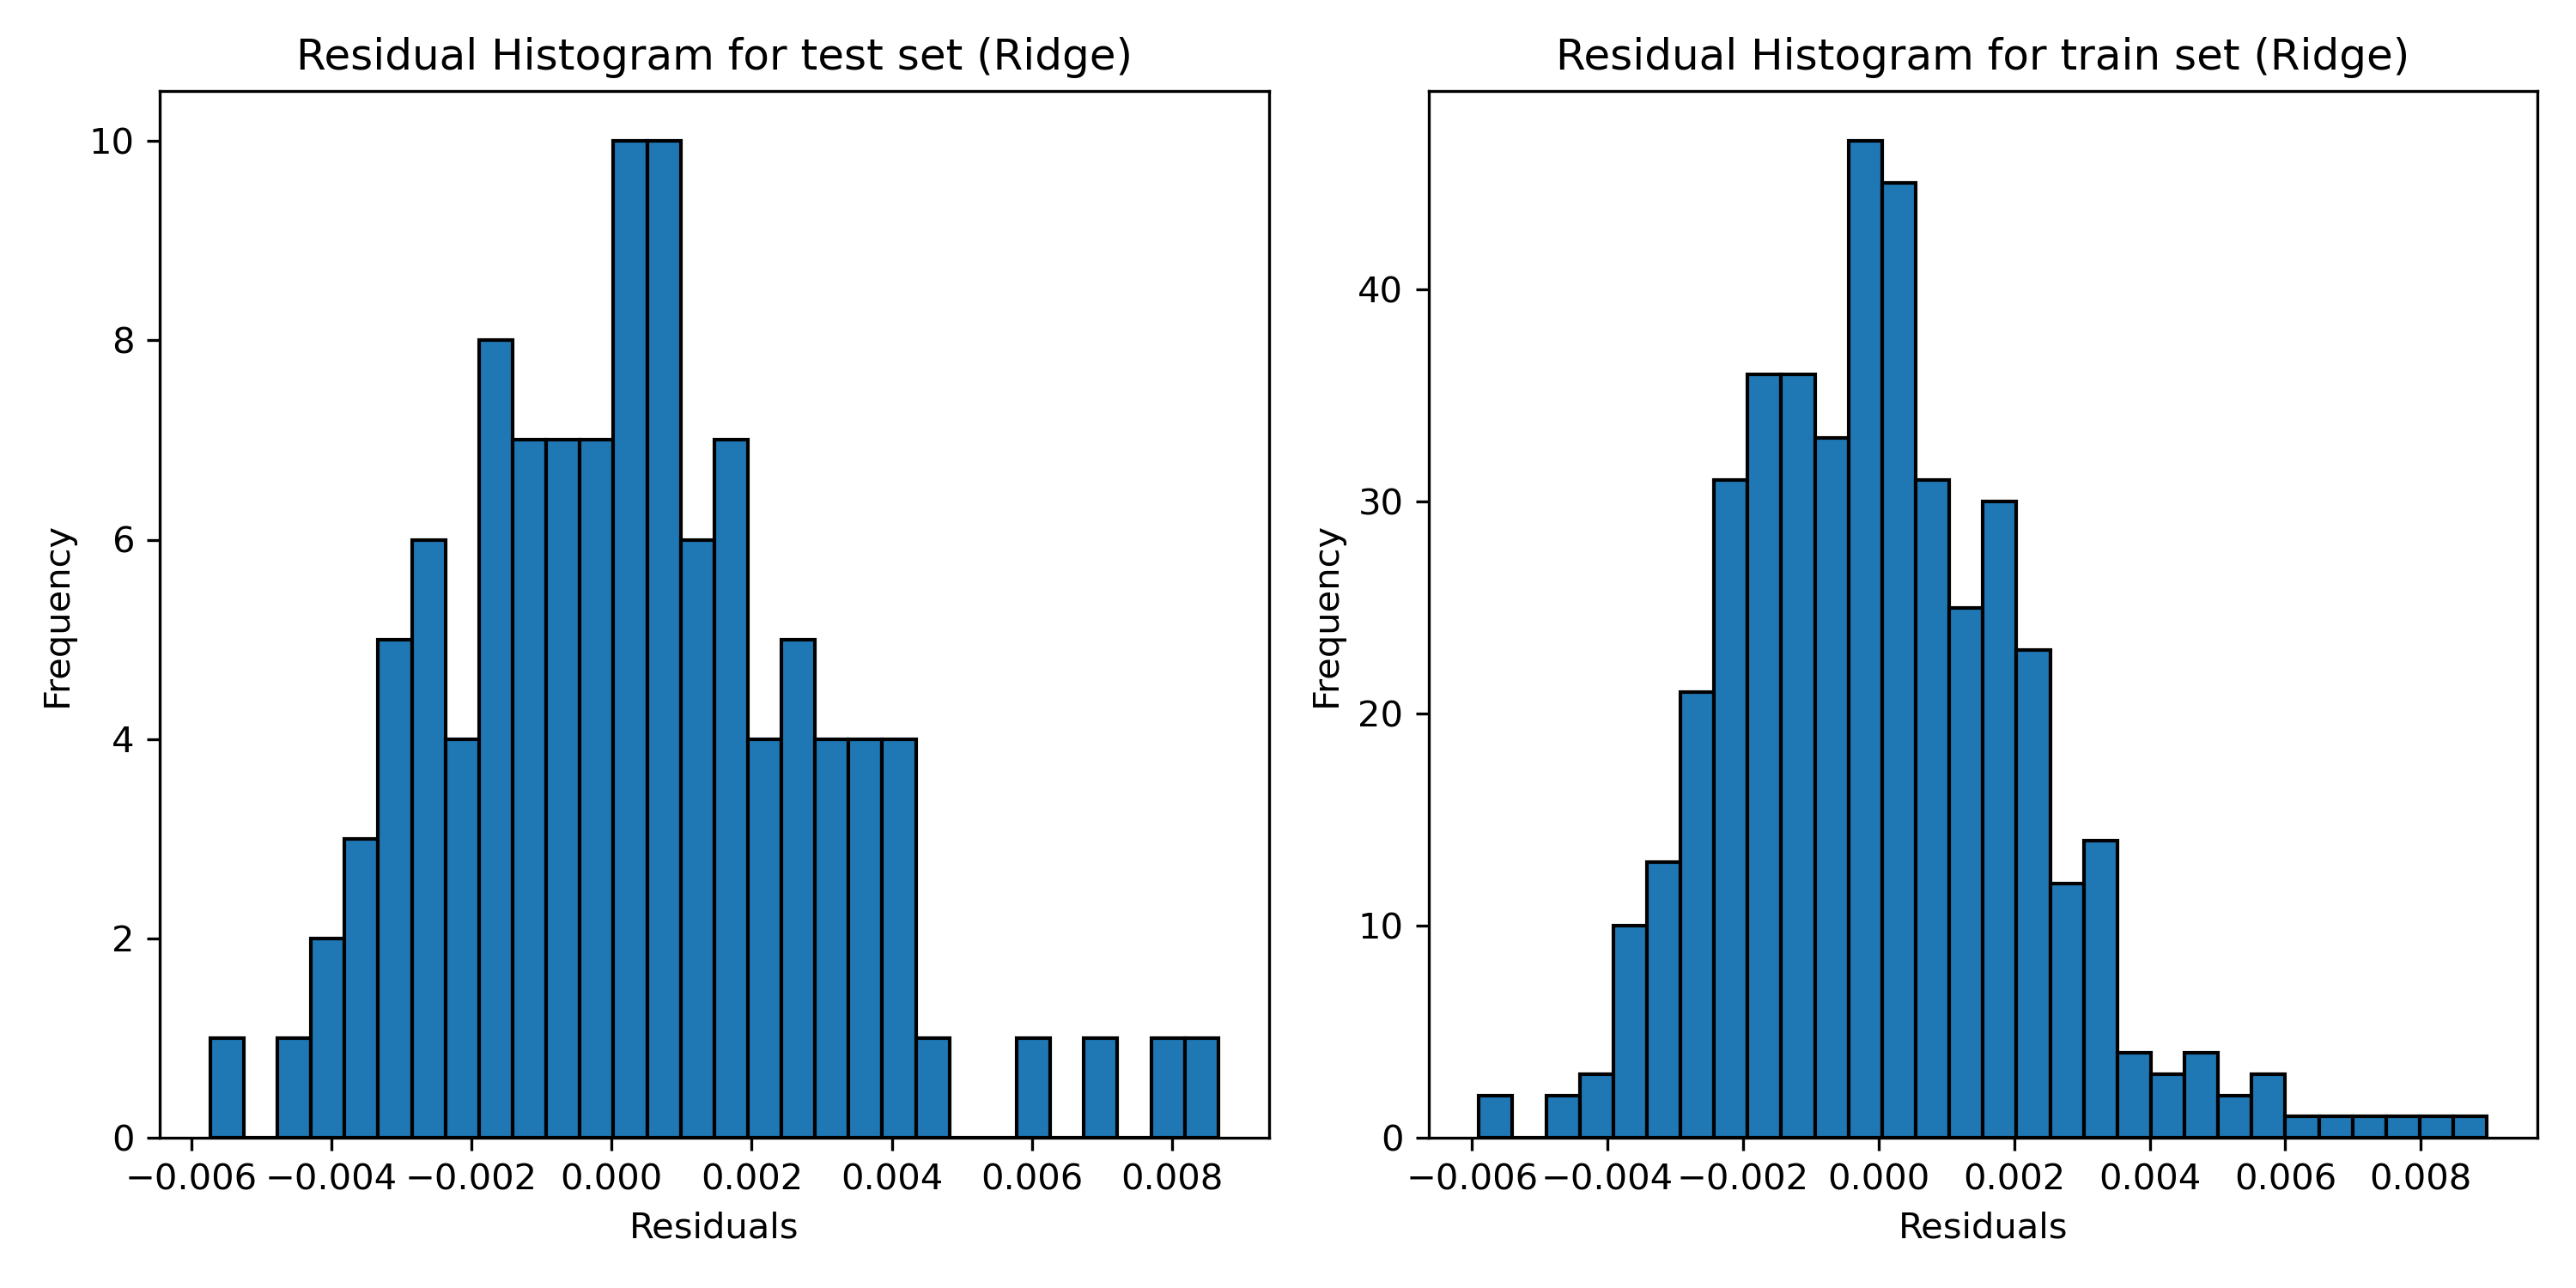 Residual Histogram for test set (Ridge)
10
8
6
4
2
0
Frequency
−0.006 −0.004 −0.002 0.000 0.002 0.004 0.006 0.008
Residuals
Residual Histogram for train set (Ridge)
40
30
20
10
0
Frequency
−0.006 −0.004 −0.002 0.000 0.002 0.004 0.006 0.008
Residuals